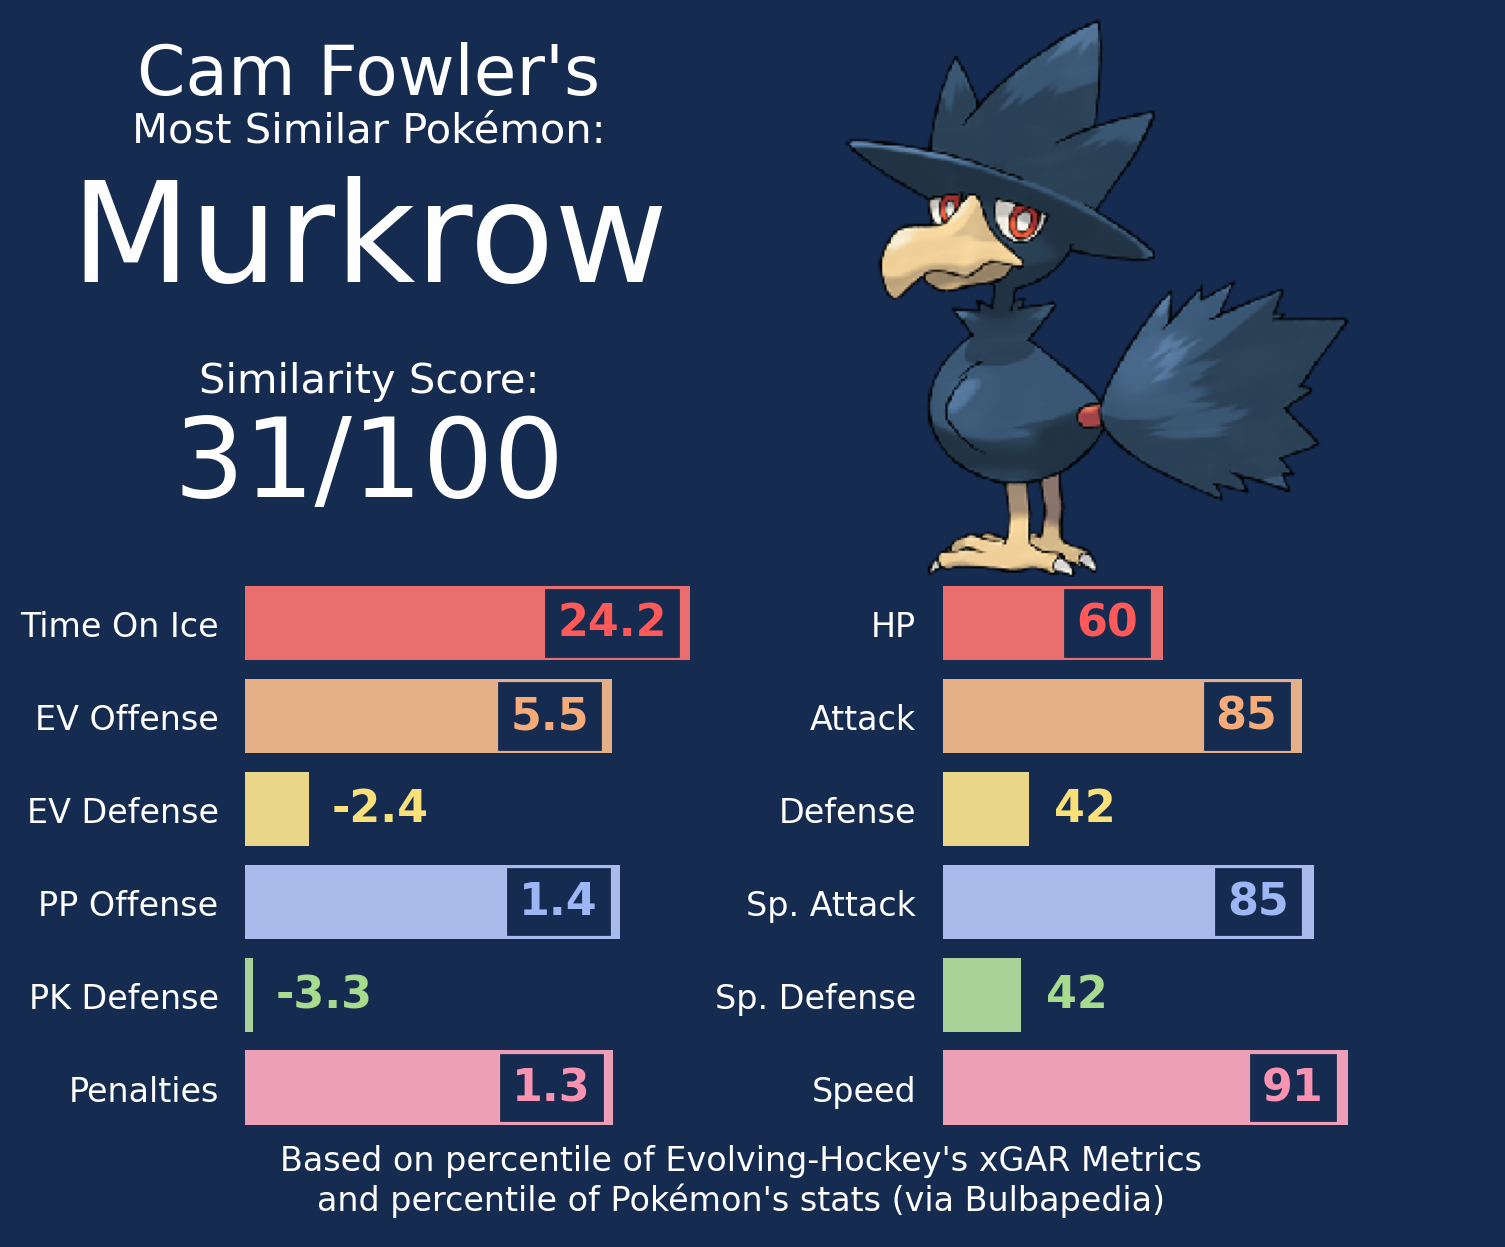 Cam Fowler's
Most Similar Pokémon:
Murkrow
Similarity Score:
31/100
Time On Ice 24.2
EV Offense 5.5
EV Defense -2.4
PP Offense 1.4
PK Defense -3.3
Penalties 1.3
HP 60
Attack 85
Defense 42
Sp. Attack 85
Sp. Defense 42
Speed 91
Based on percentile of Evolving-Hockey's xGAR Metrics
and percentile of Pokémon's stats (via Bulbapedia)